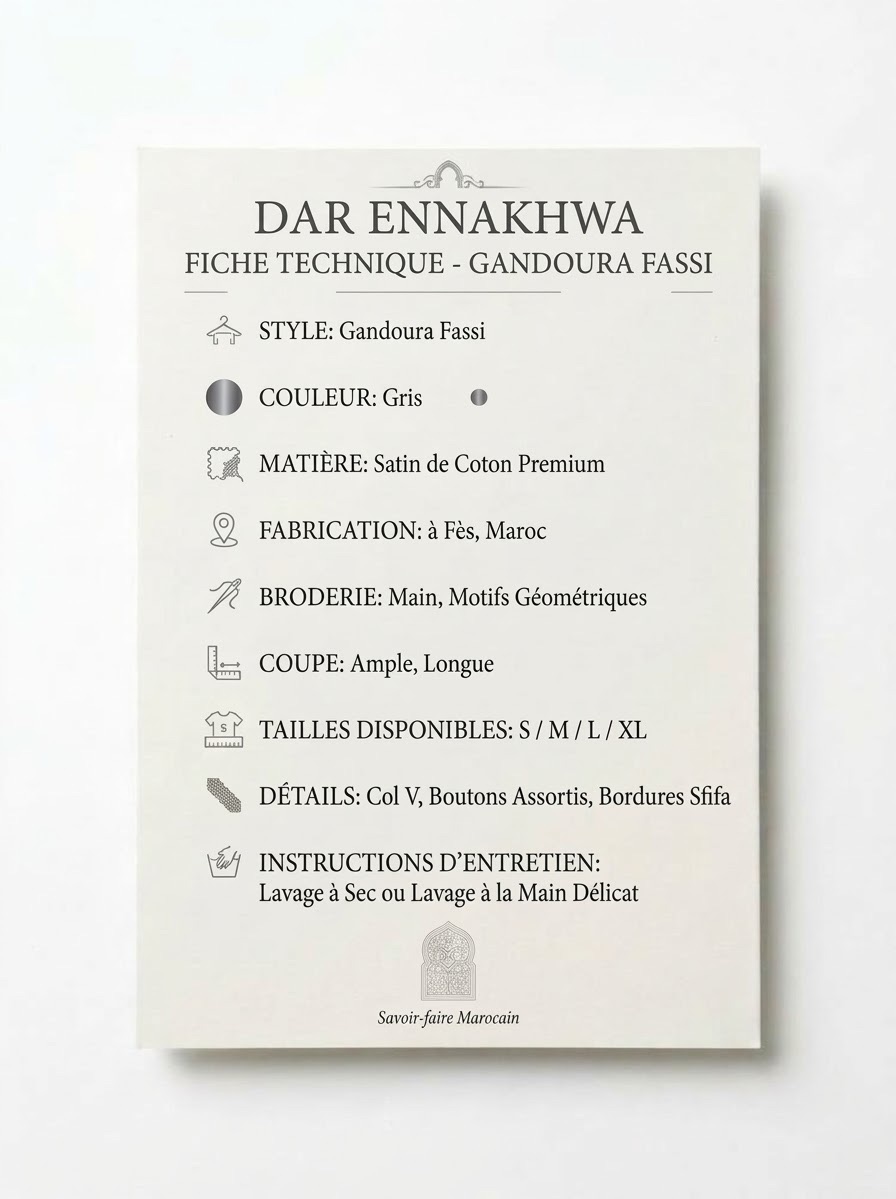 DAR ENNAKHWA
FICHE TECHNIQUE - GANDOURA FASSI
STYLE: Gandoura Fassi
COULEUR: Gris
MATIÈRE: Satin de Coton Premium
FABRICATION: à Fès, Maroc
BRODERIE: Main, Motifs Géométriques
COUPE: Ample, Longue
S
TAILLES DISPONIBLES: S / M / L / XL
DÉTAILS: Col V, Boutons Assortis, Bordures Sfifa
INSTRUCTIONS D’ENTRETIEN:
Lavage à Sec ou Lavage à la Main Délicat
Savoir-faire Marocain